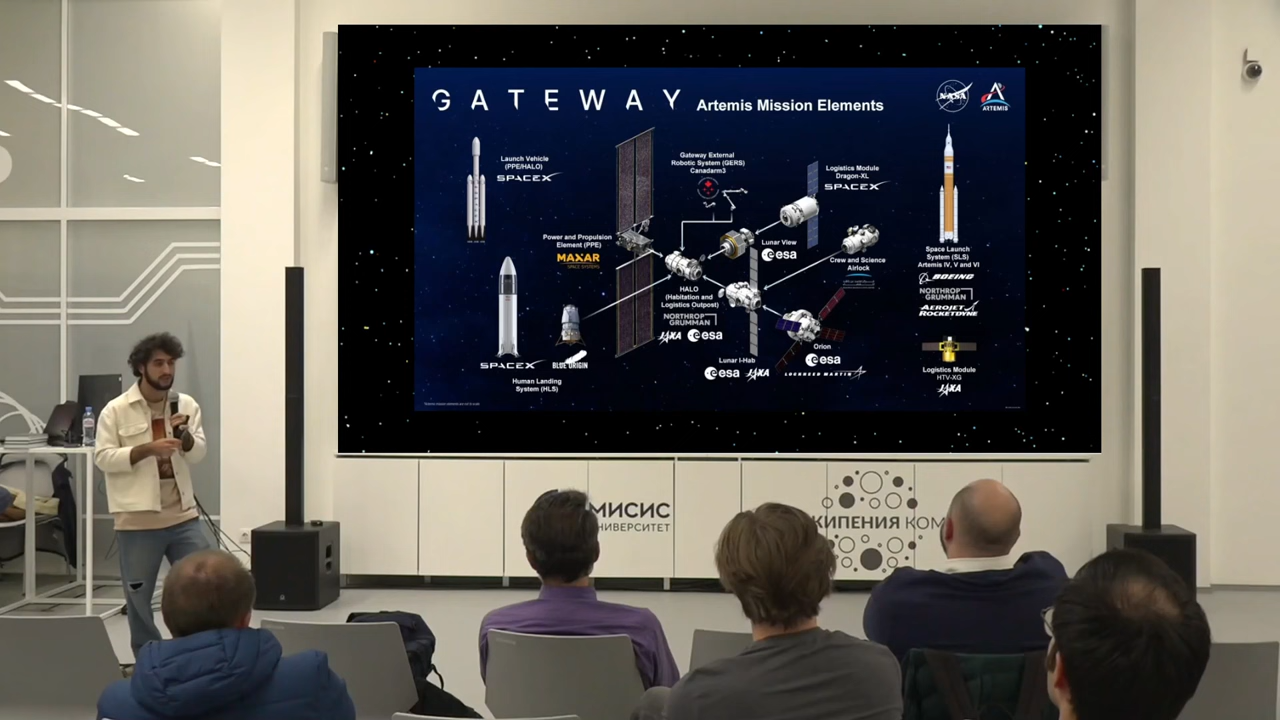 GATEWAY Artemis Mission Elements
NASA
ARTEMIS
Launch Vehicle
(PPE/HALO)
SPACEX
Gateway External
Robotic System (GERS)
Canadarm3
Logistics Module
Dragon-XL
SPACEX
Power and Propulsion
Element (PPE)
MAXAR
SPACE SYSTEMS
Lunar View
esa
Crew and Science
Airlock
Space Launch
System (SLS)
Artemis IV, V and VI
BOEING
NORTHROP
GRUMMAN
AEROJET
ROCKETDYNE
HALO
(Habitation and
Logistics Outpost)
NORTHROP
GRUMMAN
JAXA esa
SPACEX
BLUE ORIGIN
Human Landing
System (HLS)
Lunar I-Hab
esa JAXA
Orion
esa
LOCKHEED MARTIN
Logistics Module
HTV-XG
JAXA
МИСИС
НИВЕРСИТЕТ
КИПЕНИЯ КОМ